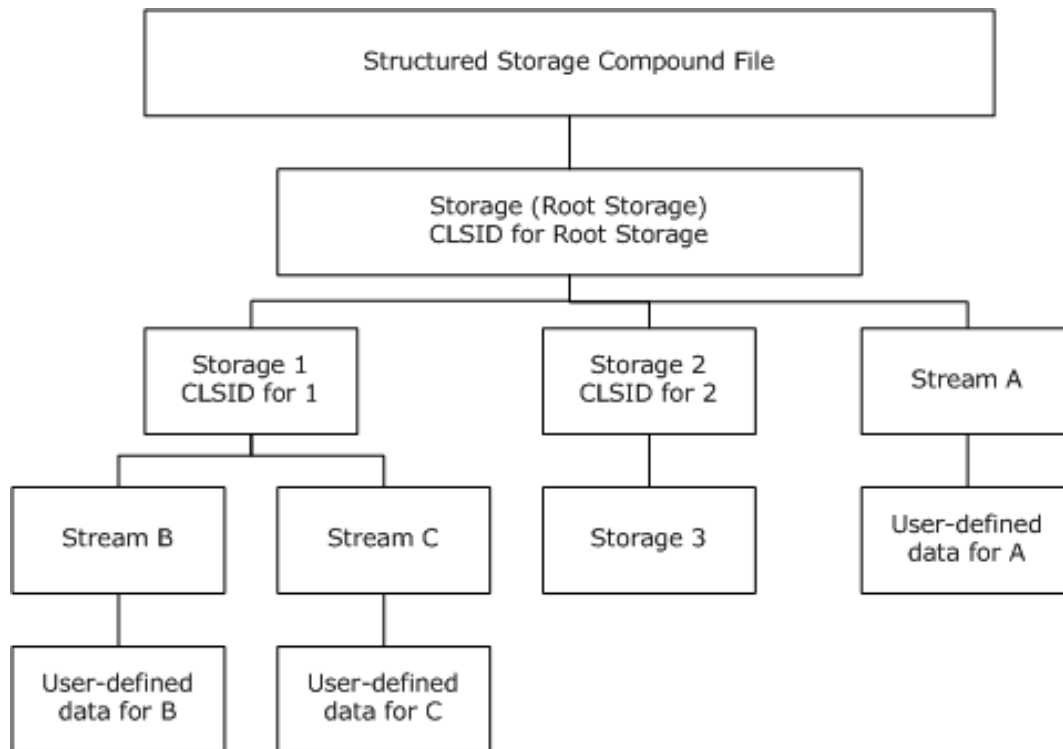 Structured Storage Compound File
Storage (Root Storage)
CLSID for Root Storage
Storage 1
CLSID for 1
Storage 2
CLSID for 2
Stream A
Stream B
Stream C
Storage 3
User-defined
data for A
User-defined
data for B
User-defined
data for C